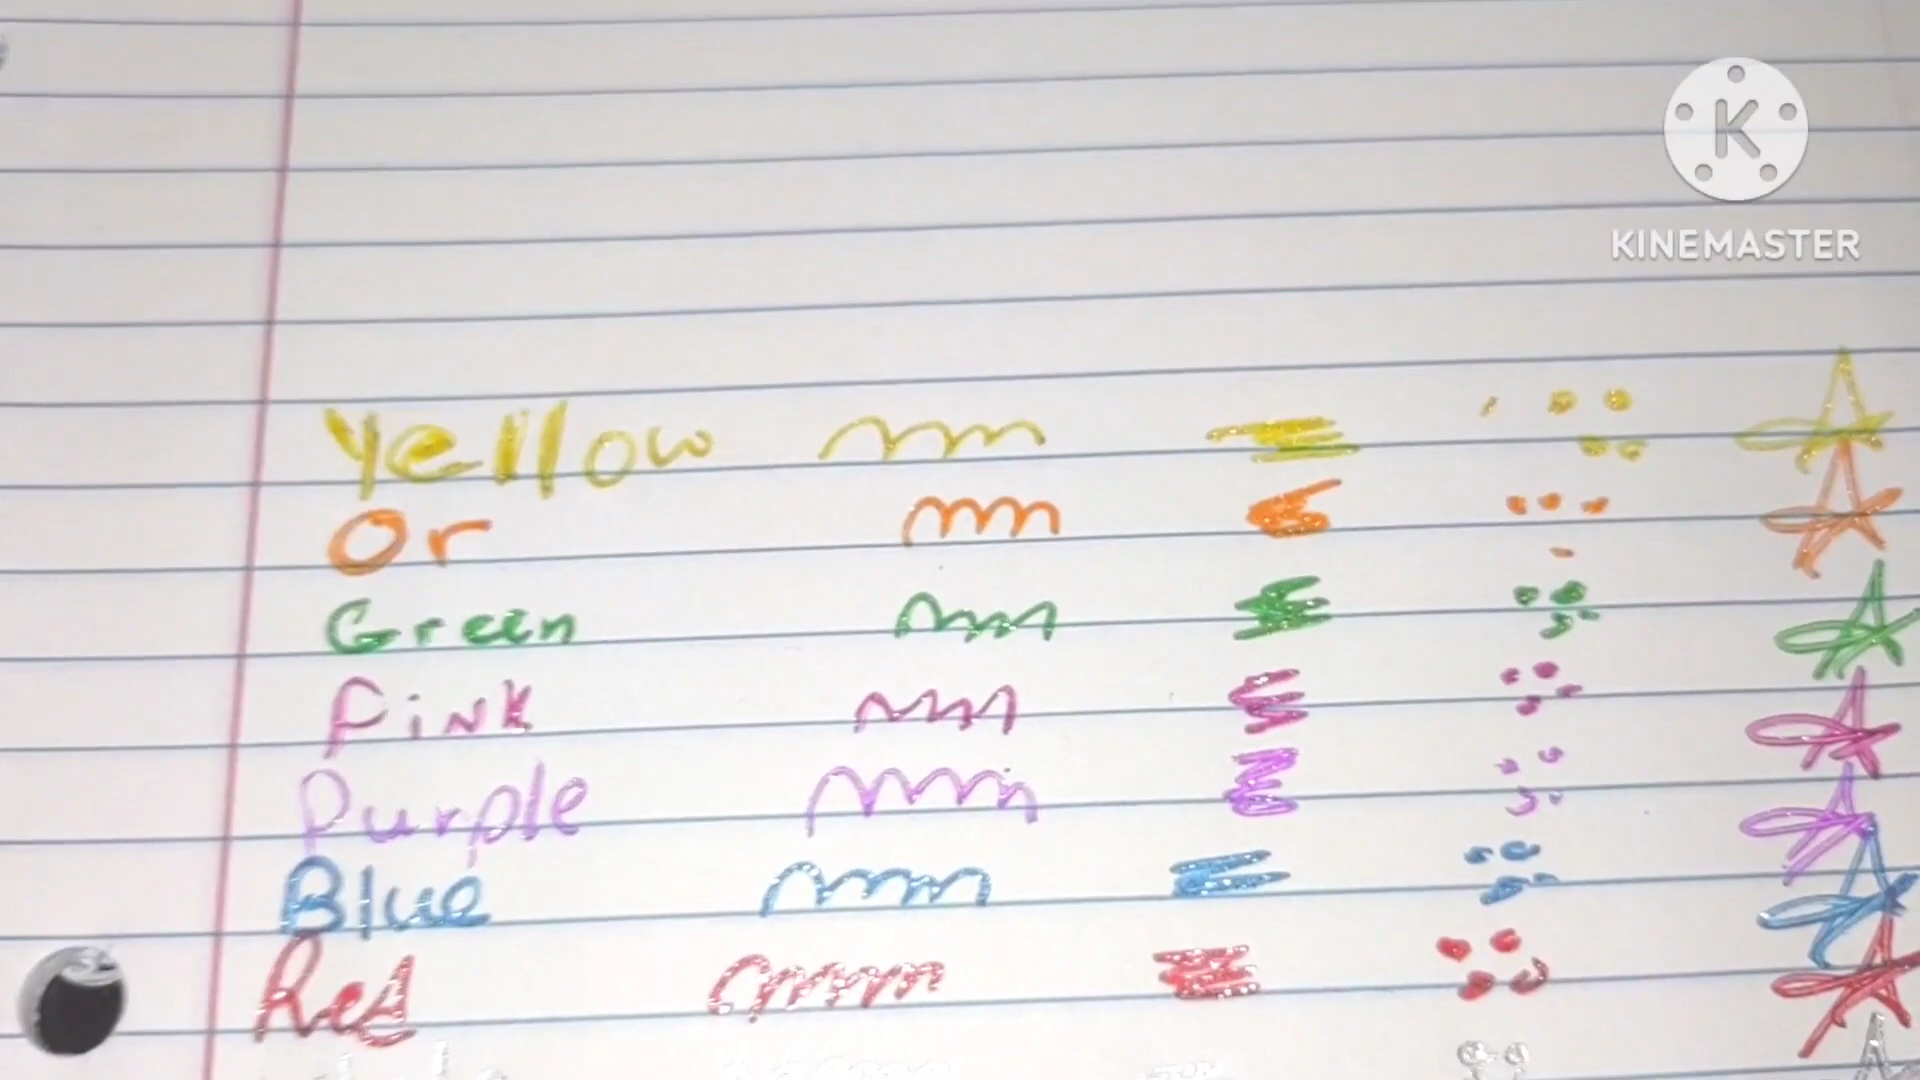 K
KINEMASTER
Yellow
Or
Green
Pink
Purple
Blue
Red